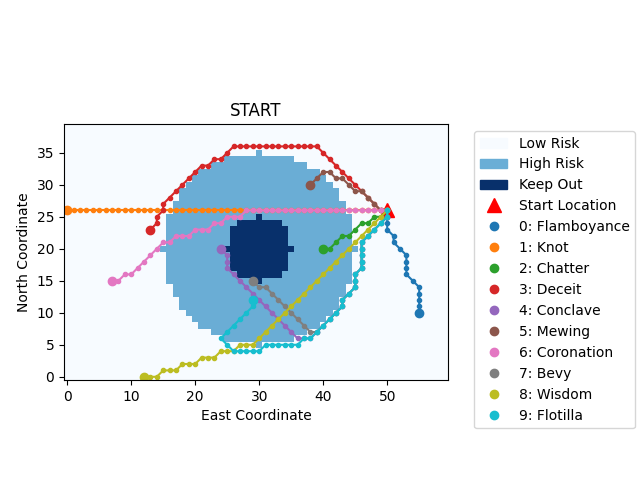 START
North Coordinate
35
30
25
20
15
10
5
0
0 10 20 30 40 50
East Coordinate
Low Risk
High Risk
Keep Out
Start Location
0: Flamboyance
1: Knot
2: Chatter
3: Deceit
4: Conclave
5: Mewing
6: Coronation
7: Bevy
8: Wisdom
9: Flotilla